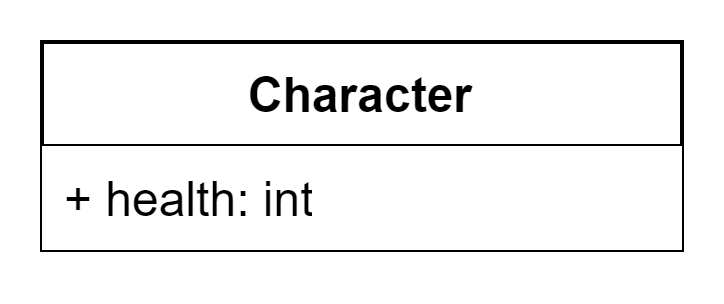 Character
+ health: int